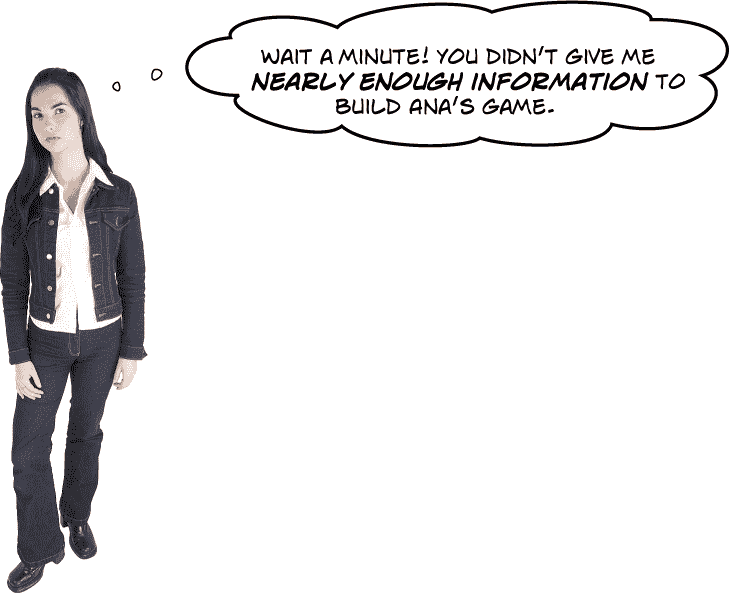 WAIT A MINUTE! YOU DIDN'T GIVE ME
NEARLY ENOUGH INFORMATION TO
BUILD ANA'S GAME.